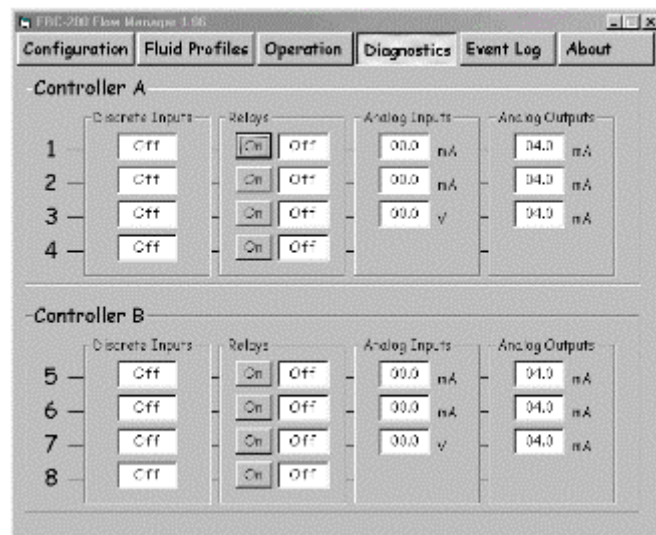 Flow Manager 1.06
Configuration Fluid Profiles Operation Diagnostics Event Log About
Controller A
Discrete Inputs Relays Analog Inputs Analog Outputs
1 Off On Off 00.0 mA 04.0 mA
2 Off On Off 00.0 mA 04.0 mA
3 Off On Off 00.0 V 04.0 mA
4 Off On Off
Controller B
Discrete Inputs Relays Analog Inputs Analog Outputs
5 Off On Off 00.0 mA 04.0 mA
6 Off On Off 00.0 mA 04.0 mA
7 Off On Off 00.0 V 04.0 mA
8 Off On Off